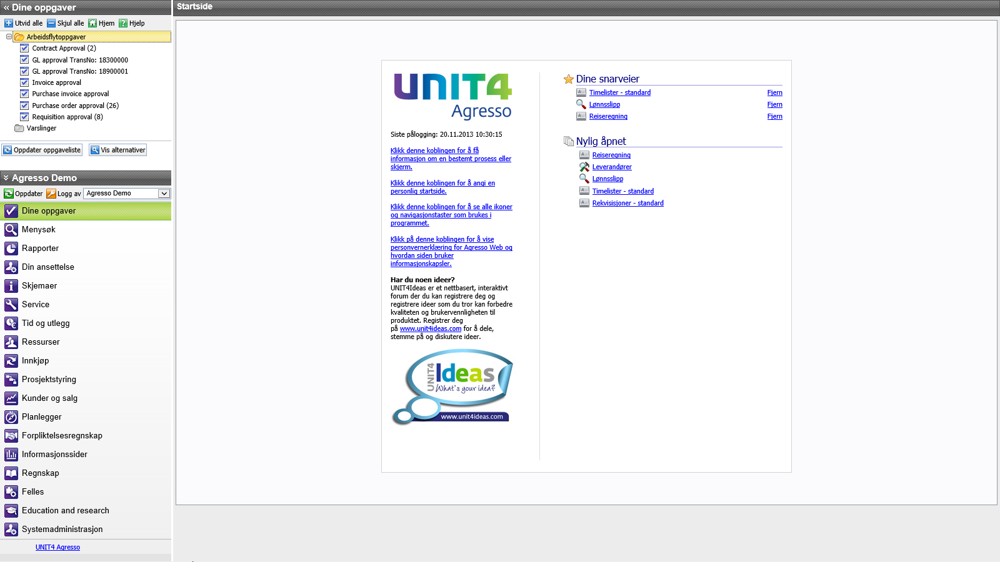 « Dine oppgaver
Utvid alle Skjul alle Hjem Hjelp
Arbeidsflytoppgaver
Contract Approval (2)
GL approval TransNo: 18300000
GL approval TransNo: 18900001
Invoice approval
Purchase invoice approval
Purchase order approval (26)
Requisition approval (8)
Varslinger
Oppdater oppgaveliste Vis alternativer
Agresso Demo
Oppdater Logg av Agresso Demo
Dine oppgaver
Menysøk
Rapporter
Din ansettelse
Skjemaer
Service
Tid og utlegg
Ressurser
Innkjøp
Prosjektstyring
Kunder og salg
Planlegger
Forpliktelsesregnskap
Informasjonssider
Regnskap
Felles
Education and research
Systemadministrasjon
UNIT4 Agresso
Startside
UNIT4
Agresso
Siste pålogging: 20.11.2013 10:30:15
Klikk denne koblingen for å få
informasjon om en bestemt prosess eller
skjerm.
Klikk denne koblingen for å angi en
personlig startside.
Klikk denne koblingen for å se alle ikoner
og navigasjonstaster som brukes i
programmet.
Klikk på denne koblingen for å vise
personvernerklæring for Agresso Web og
hvordan siden bruker
informasjonskapsler.
Har du noen ideer?
UNIT4Ideas er et nettbasert, interaktivt
forum der du kan registrere deg og
registrere ideer som du tror kan forbedre
kvaliteten og brukervennligheten til
produktet. Registrer deg
på www.unit4ideas.com for å dele,
stemme på og diskutere ideer.
UNIT4 Ideas
What's your idea?
www.unit4ideas.com
Dine snarveier
Timelister - standard Fjern
Lønnsslipp Fjern
Reiseregning Fjern
Nylig åpnet
Reiseregning
Leverandører
Lønnsslipp
Timelister - standard
Rekvisisjoner - standard